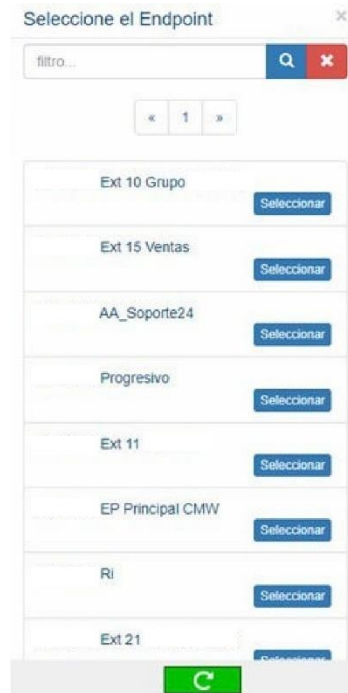 Seleccione el Endpoint ×
filtro...
« 1 »
Ext 10 Grupo
Seleccionar
Ext 15 Ventas
Seleccionar
AA_Soporte24
Seleccionar
Progresivo
Seleccionar
Ext 11
Seleccionar
EP Principal CMW
Seleccionar
Ri
Seleccionar
Ext 21
Seleccionar